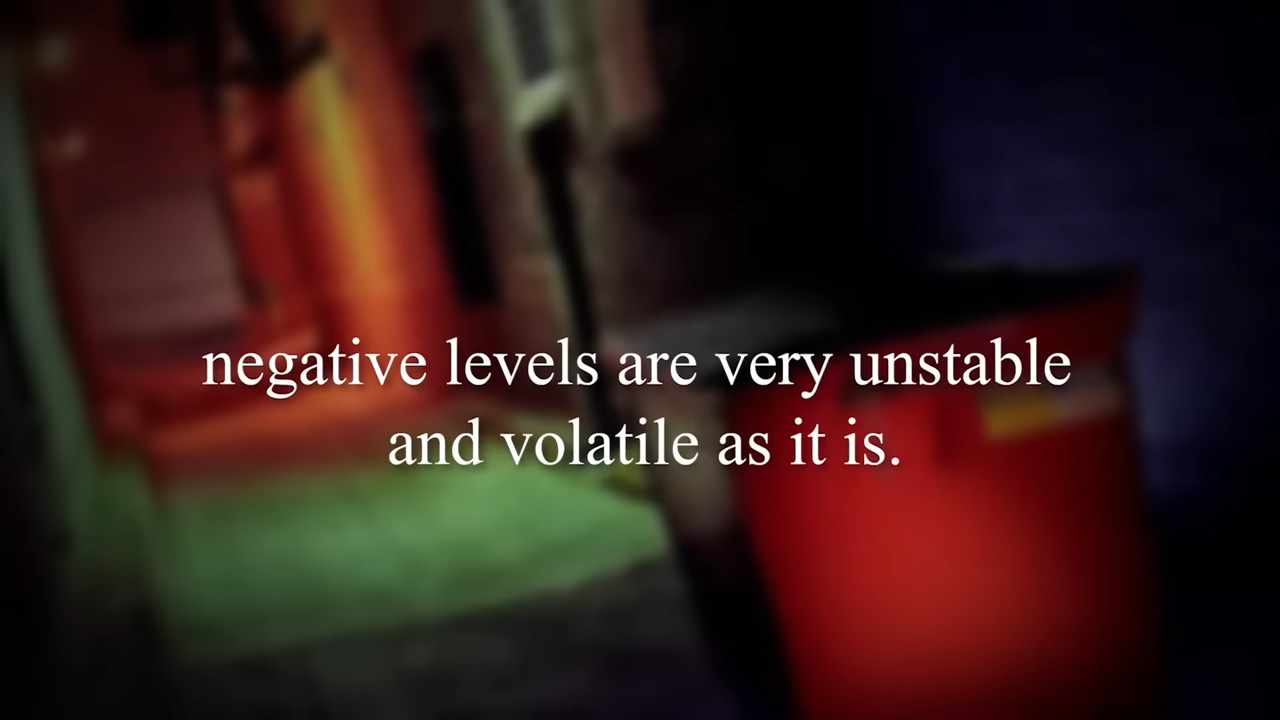 negative levels are very unstable
and volatile as it is.